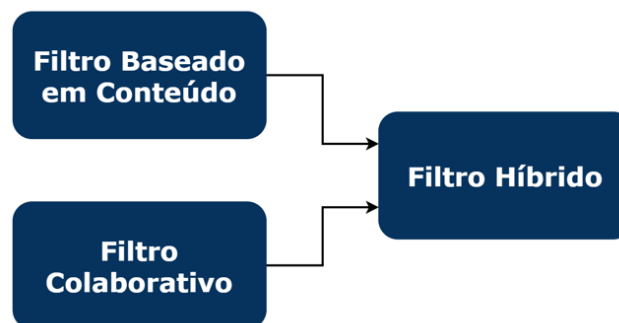 Filtro Baseado
em Conteúdo
Filtro Híbrido
Filtro
Colaborativo